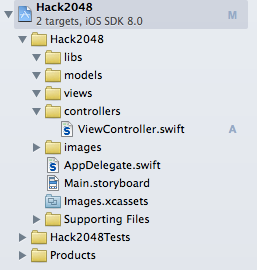 Hack2048
M
2 targets, iOS SDK 8.0
Hack2048
libs
models
views
controllers
ViewController.swift
A
images
AppDelegate.swift
Main.storyboard
Images.xcassets
Supporting Files
Hack2048Tests
Products